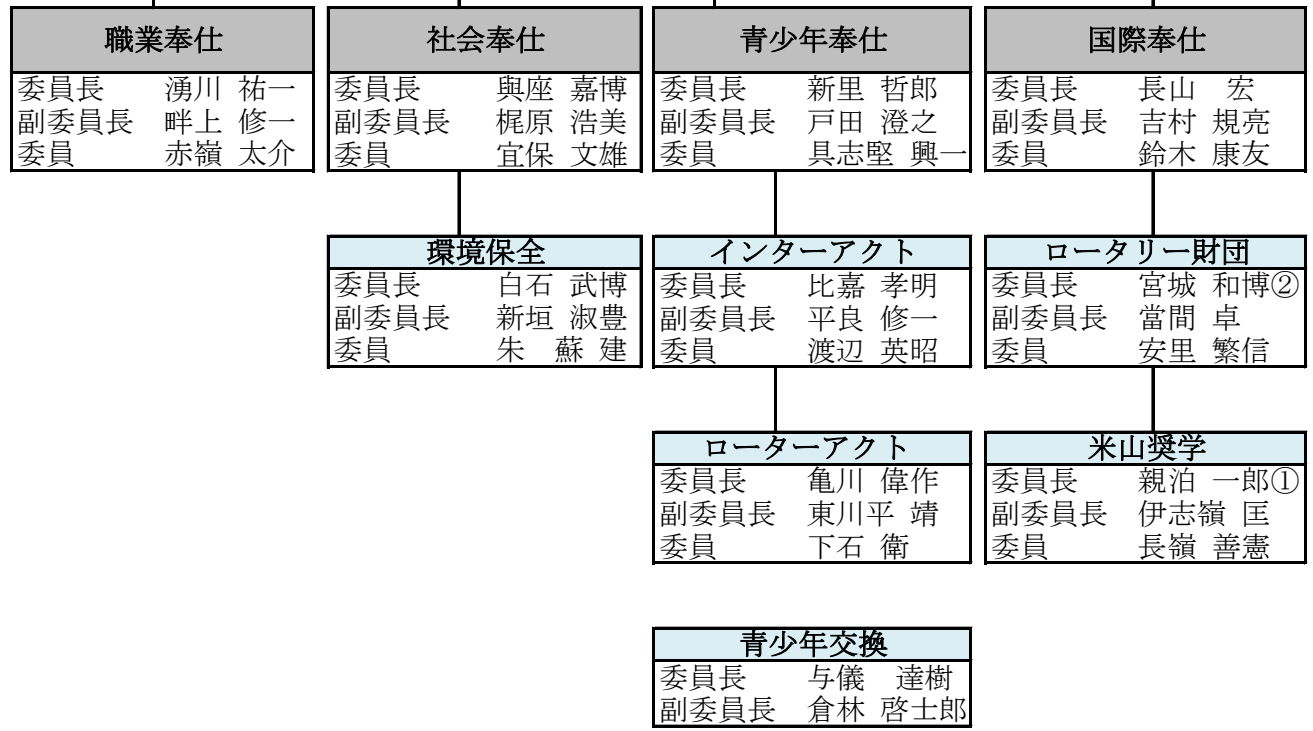 職業奉仕
委員長 湧川 祐一
副委員長 畔上 修一
委員 赤嶺 太介
社会奉仕
委員長 與座 嘉博
副委員長 梶原 浩美
委員 宜保 文雄
環境保全
委員長 白石 武博
副委員長 新垣 淑豊
委員 朱 蘇 建
青少年奉仕
委員長 新里 哲郎
副委員長 戸田 澄之
委員 具志堅 興一
インターアクト
委員長 比嘉 孝明
副委員長 平良 修一
委員 渡辺 英昭
ローターアクト
委員長 亀川 偉作
副委員長 東川平 靖
委員 下石 衛
青少年交換
委員長 与儀 達樹
副委員長 倉林 啓士郎
国際奉仕
委員長 長山 宏
副委員長 吉村 規亮
委員 鈴木 康友
ロータリー財団
委員長 宮城 和博②
副委員長 當間 卓
委員 安里 繁信
米山奨学
委員長 親泊 一郎①
副委員長 伊志嶺 匡
委員 長嶺 善憲